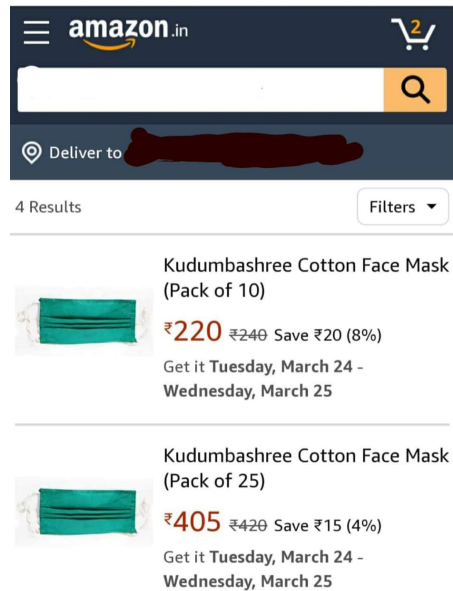 amazon.in
2
Deliver to
4 Results
Filters
Kudumbashree Cotton Face Mask
(Pack of 10)
₹220 ₹240 Save ₹20 (8%)
Get it Tuesday, March 24 -
Wednesday, March 25
Kudumbashree Cotton Face Mask
(Pack of 25)
₹405 ₹420 Save ₹15 (4%)
Get it Tuesday, March 24 -
Wednesday, March 25